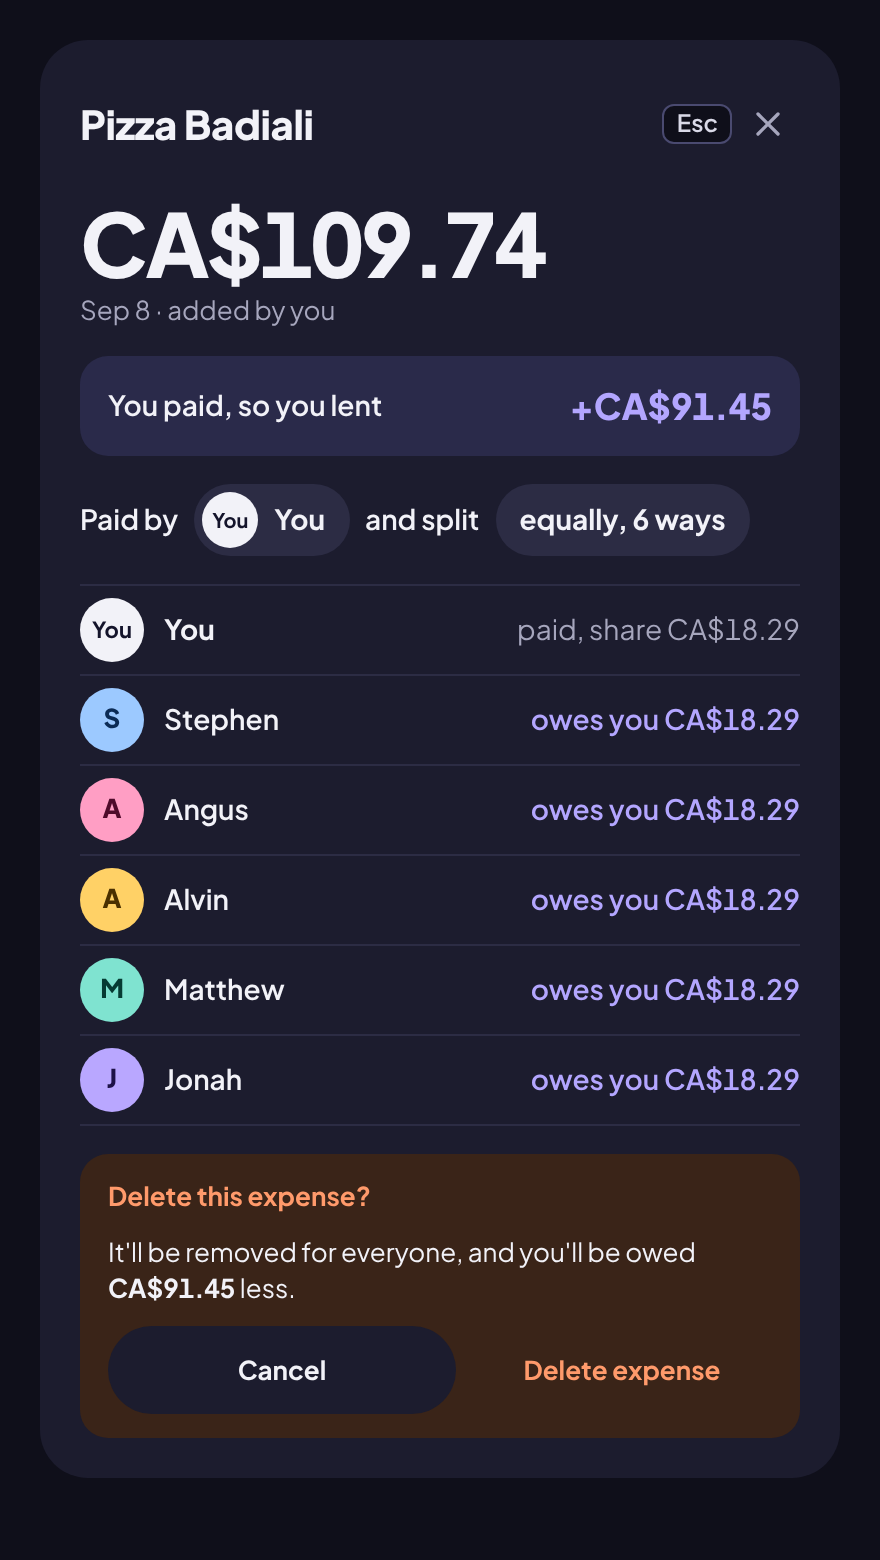 Pizza Badiali
Esc
CA$109.74
Sep 8 · added by you
You paid, so you lent +CA$91.45
Paid by You You and split equally, 6 ways
You You paid, share CA$18.29
S Stephen owes you CA$18.29
A Angus owes you CA$18.29
A Alvin owes you CA$18.29
M Matthew owes you CA$18.29
J Jonah owes you CA$18.29
Delete this expense?
It'll be removed for everyone, and you'll be owed
CA$91.45 less.
Cancel Delete expense